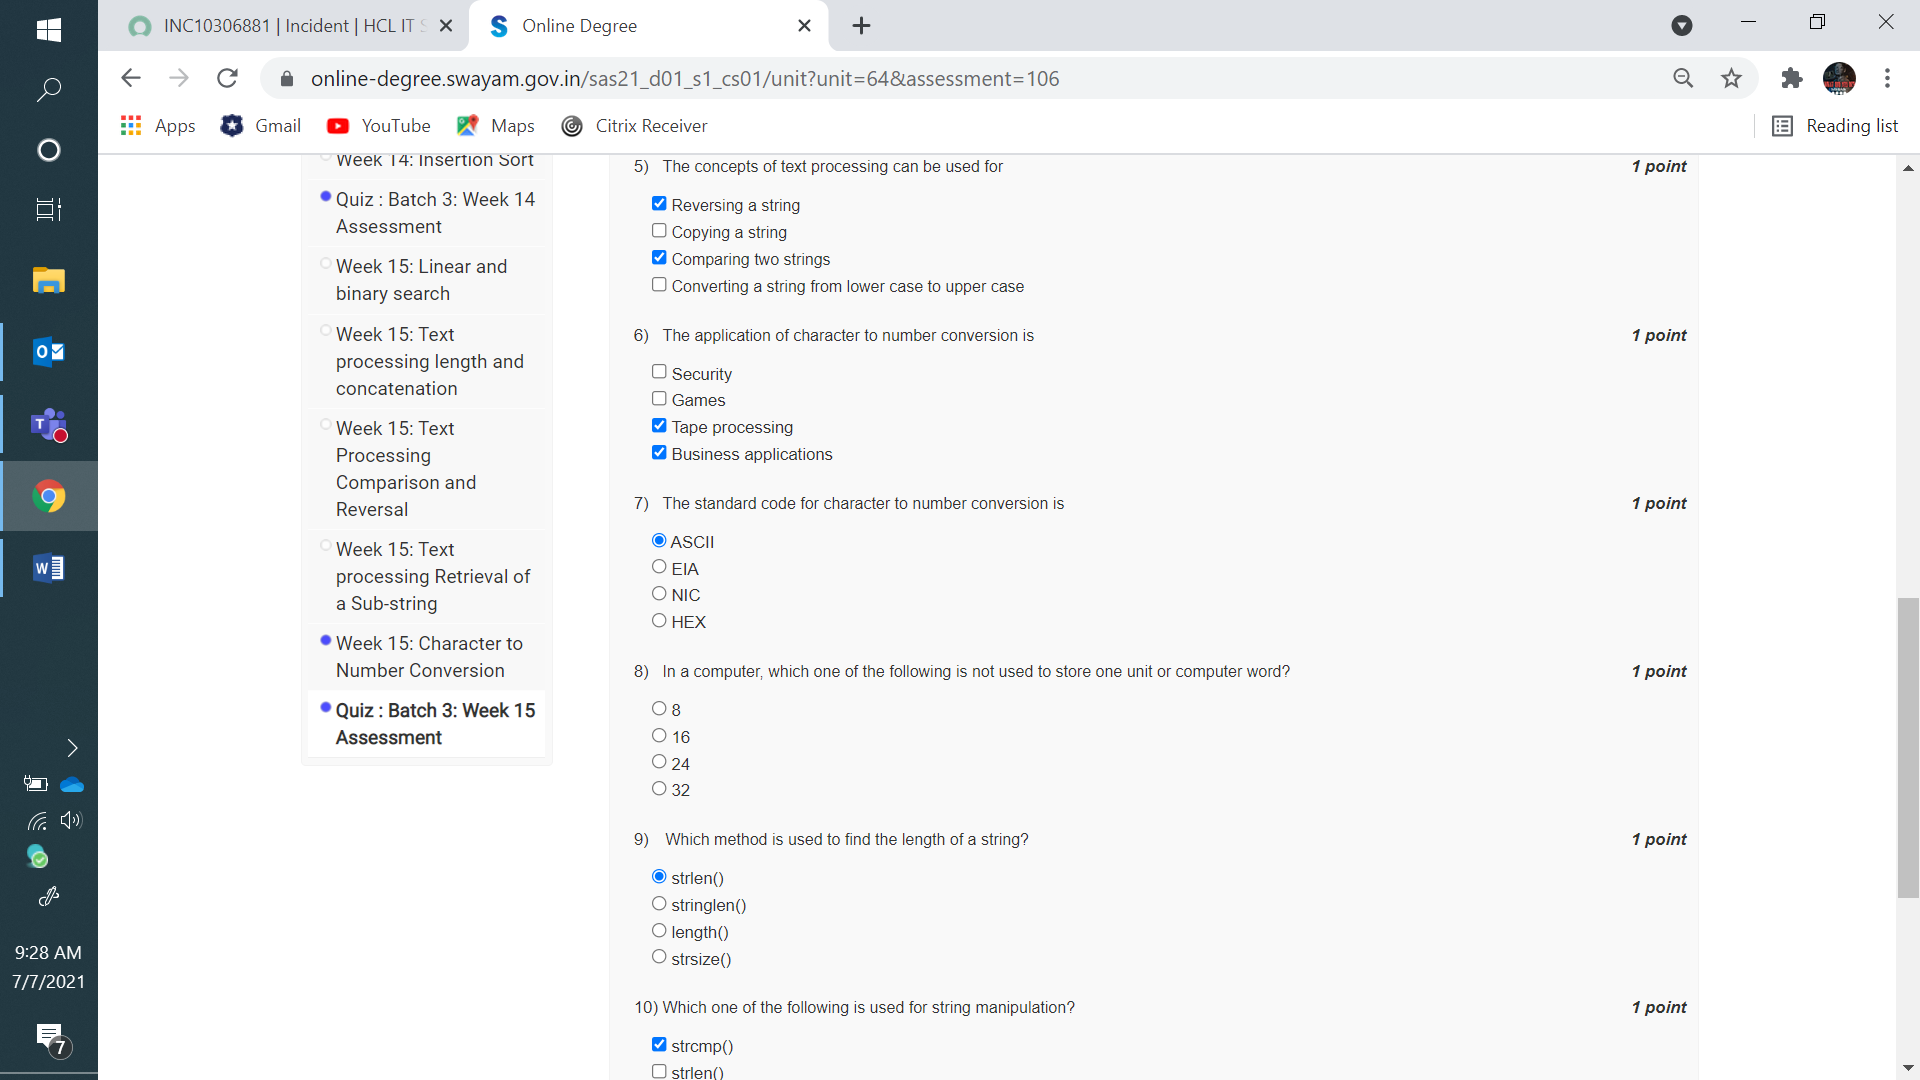 INC10306881 | Incident | HCL IT S
Online Degree
online-degree.swayam.gov.in/sas21_d01_s1_cs01/unit?unit=64&assessment=106
Apps
Gmail
YouTube
Maps
Citrix Receiver
Reading list
Week 14: Insertion Sort
Quiz : Batch 3: Week 14
Assessment
Week 15: Linear and
binary search
Week 15: Text
processing length and
concatenation
Week 15: Text
Processing
Comparison and
Reversal
Week 15: Text
processing Retrieval of
a Sub-string
Week 15: Character to
Number Conversion
Quiz : Batch 3: Week 15
Assessment
5) The concepts of text processing can be used for
1 point
Reversing a string
Copying a string
Comparing two strings
Converting a string from lower case to upper case
6) The application of character to number conversion is
1 point
Security
Games
Tape processing
Business applications
7) The standard code for character to number conversion is
1 point
ASCII
EIA
NIC
HEX
8) In a computer, which one of the following is not used to store one unit or computer word?
1 point
8
16
24
32
9) Which method is used to find the length of a string?
1 point
strlen()
stringlen()
length()
strsize()
10) Which one of the following is used for string manipulation?
1 point
strcmp()
strlen()
9:28 AM
7/7/2021
7